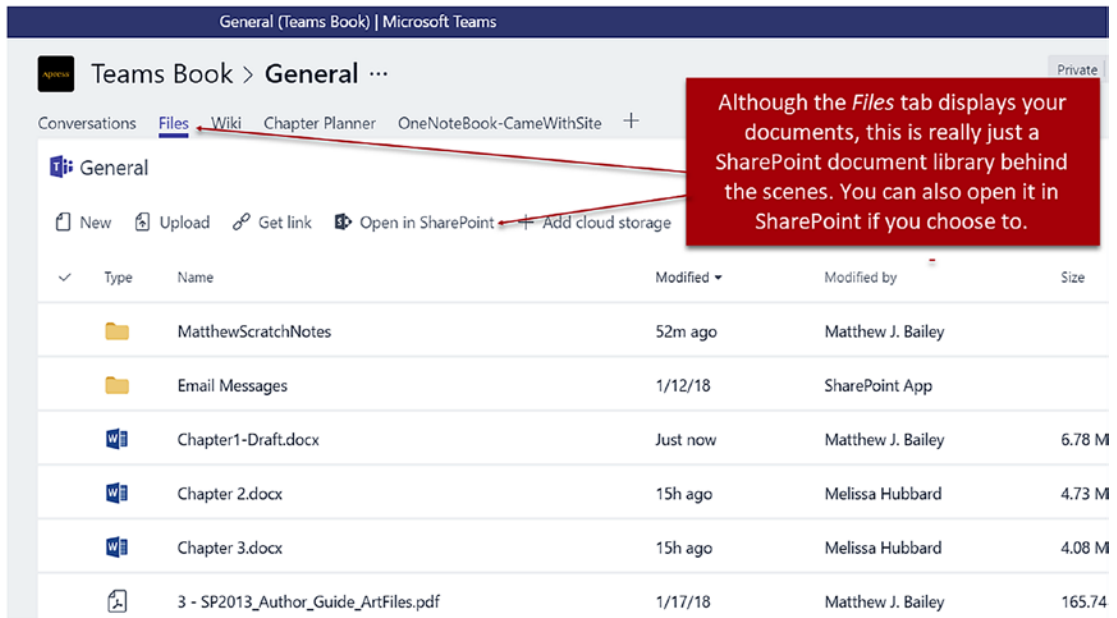 General (Teams Book) | Microsoft Teams
Apress
Teams Book > General ···
Private
Conversations Files Wiki Chapter Planner OneNoteBook-CameWithSite +
Although the Files tab displays your
documents, this is really just a
SharePoint document library behind
the scenes. You can also open it in
SharePoint if you choose to.
General
New Upload Get link Open in SharePoint + Add cloud storage
Type Name Modified Modified by Size
MatthewScratchNotes 52m ago Matthew J. Bailey
Email Messages 1/12/18 SharePoint App
Chapter1-Draft.docx Just now Matthew J. Bailey 6.78 M
Chapter 2.docx 15h ago Melissa Hubbard 4.73 M
Chapter 3.docx 15h ago Melissa Hubbard 4.08 M
3 - SP2013_Author_Guide_ArtFiles.pdf 1/17/18 Matthew J. Bailey 165.74